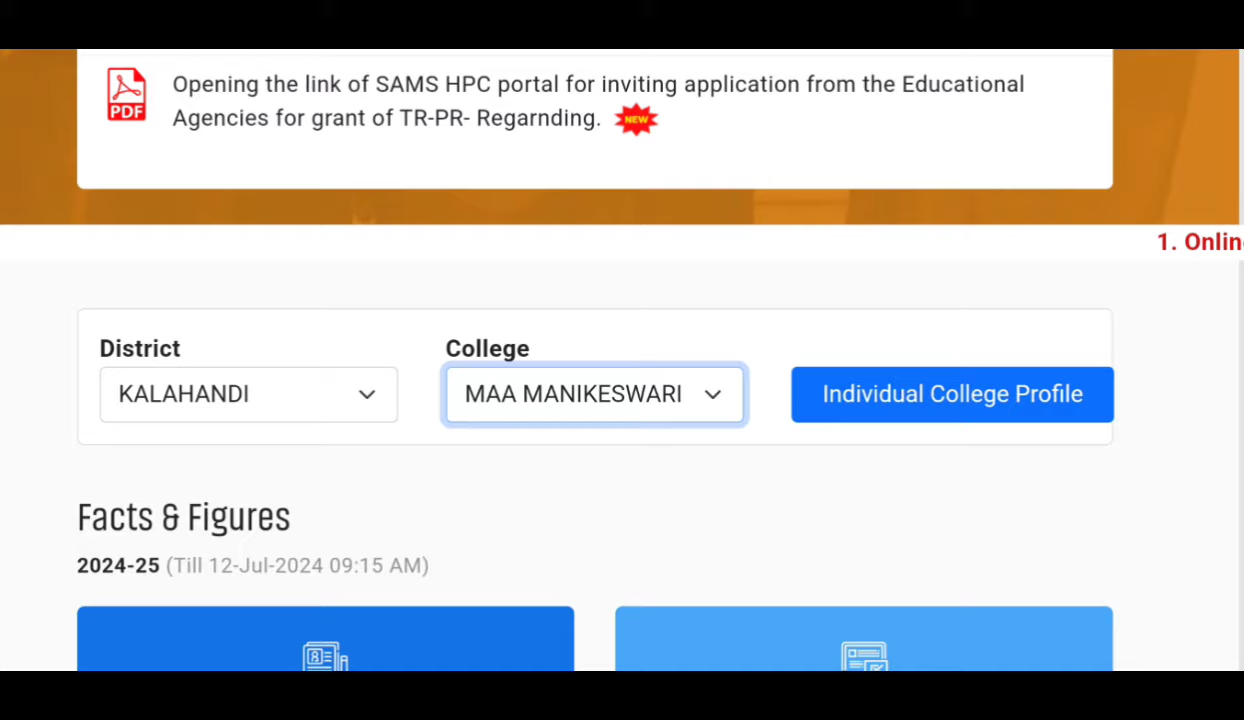 PDF
Opening the link of SAMS HPC portal for inviting application from the Educational
Agencies for grant of TR-PR- Regarnding. NEW
1. Onlin
District
College
KALAHANDI
MAA MANIKESWARI
Individual College Profile
Facts & Figures
2024-25 (Till 12-Jul-2024 09:15 AM)